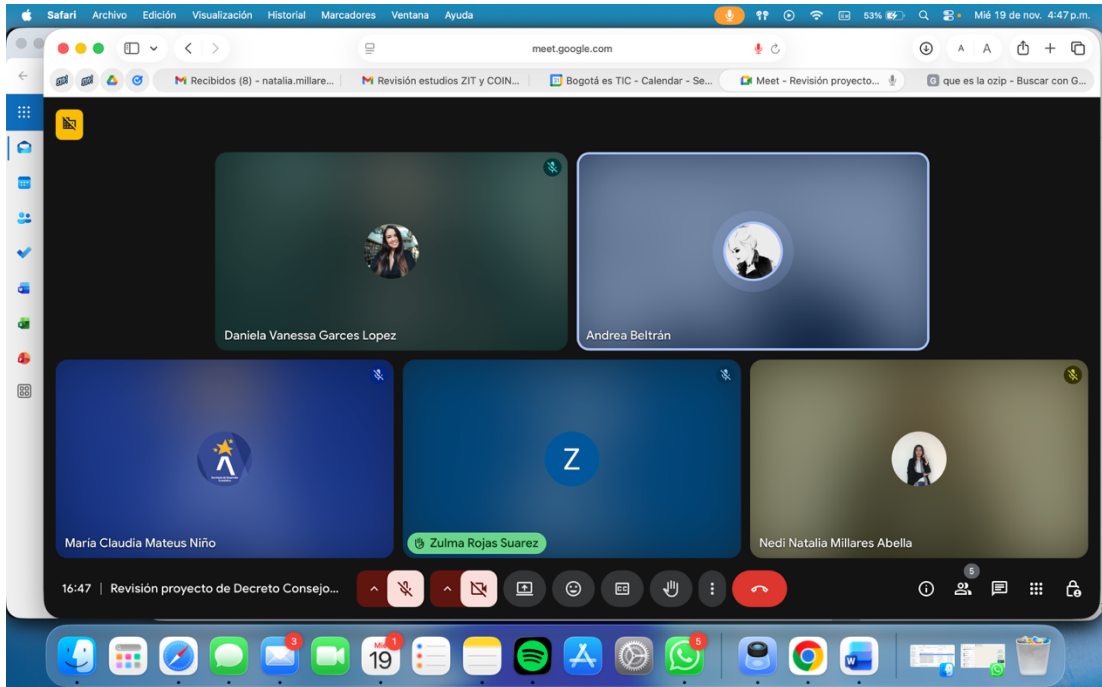 Safari Archivo Edición Visualización Historial Marcadores Ventana Ayuda
53% Mié 19 de nov. 4:47 p.m.
meet.google.com
A A
Recibidos (8) - natalia.millare...
Revisión estudios ZIT y COIN...
Bogotá es TIC - Calendar - Se...
Meet - Revisión proyecto...
G que es la ozip - Buscar con G...
Daniela Vanessa Garces Lopez
Andrea Beltrán
Z
María Claudia Mateus Niño
Zulma Rojas Suarez
Nedi Natalia Millares Abella
16:47 | Revisión proyecto de Decreto Consejo...
CC
5
3
1
19
5
W